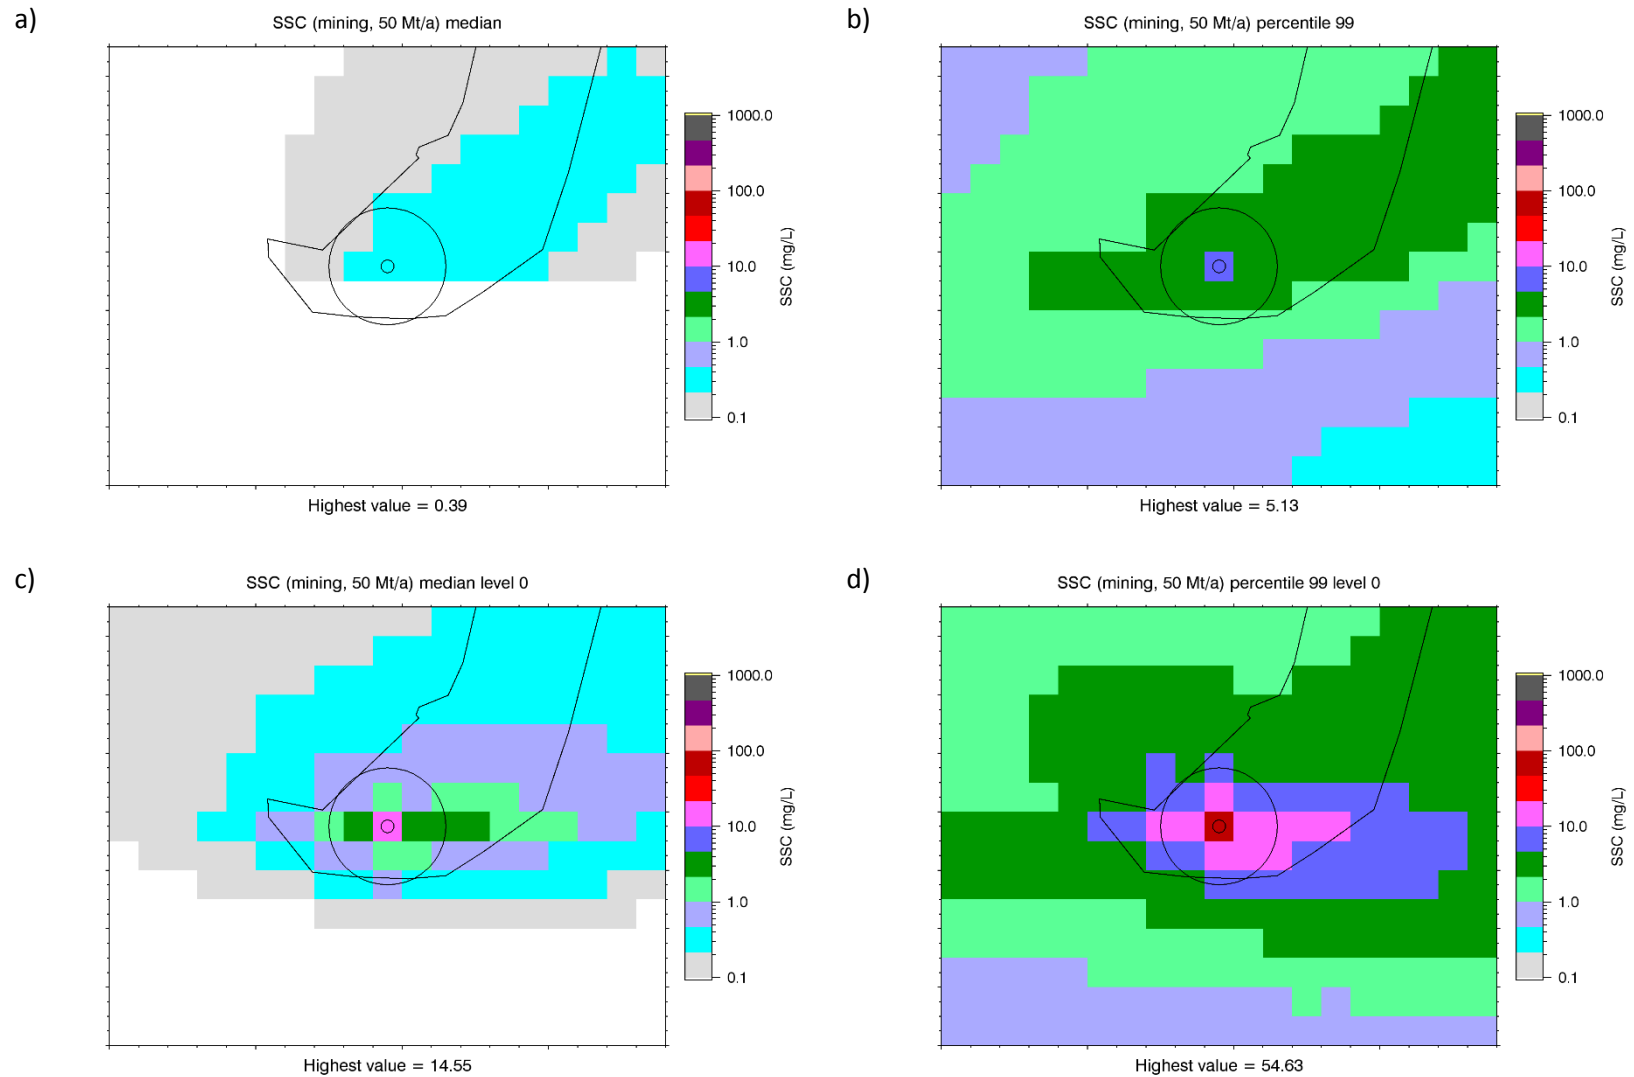 a)
SSC (mining, 50 Mt/a) median
1000.0
100.0
10.0
1.0
0.1
SSC (mg/L)
Highest value = 0.39
b)
SSC (mining, 50 Mt/a) percentile 99
1000.0
100.0
10.0
1.0
0.1
SSC (mg/L)
Highest value = 5.13
c)
SSC (mining, 50 Mt/a) median level 0
1000.0
100.0
10.0
1.0
0.1
SSC (mg/L)
Highest value = 14.55
d)
SSC (mining, 50 Mt/a) percentile 99 level 0
1000.0
100.0
10.0
1.0
0.1
SSC (mg/L)
Highest value = 54.63